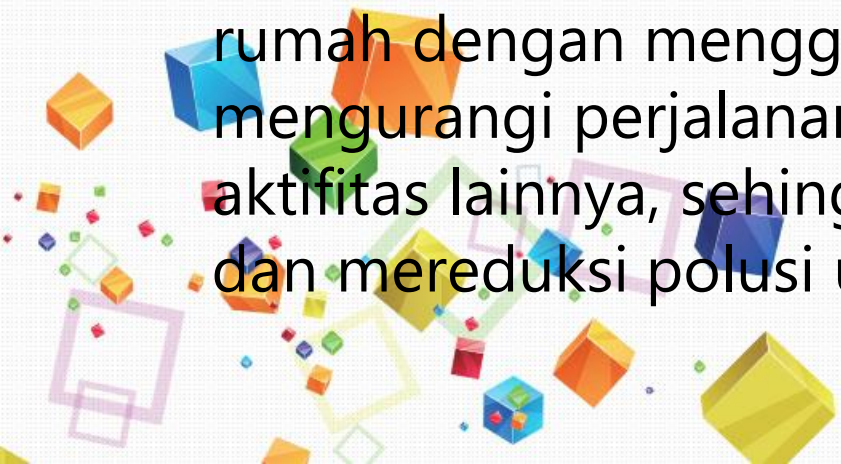 rumah dengan mengg
mengurangi perjalanan
aktifitas lainnya, sehing
dan mereduksi polusi